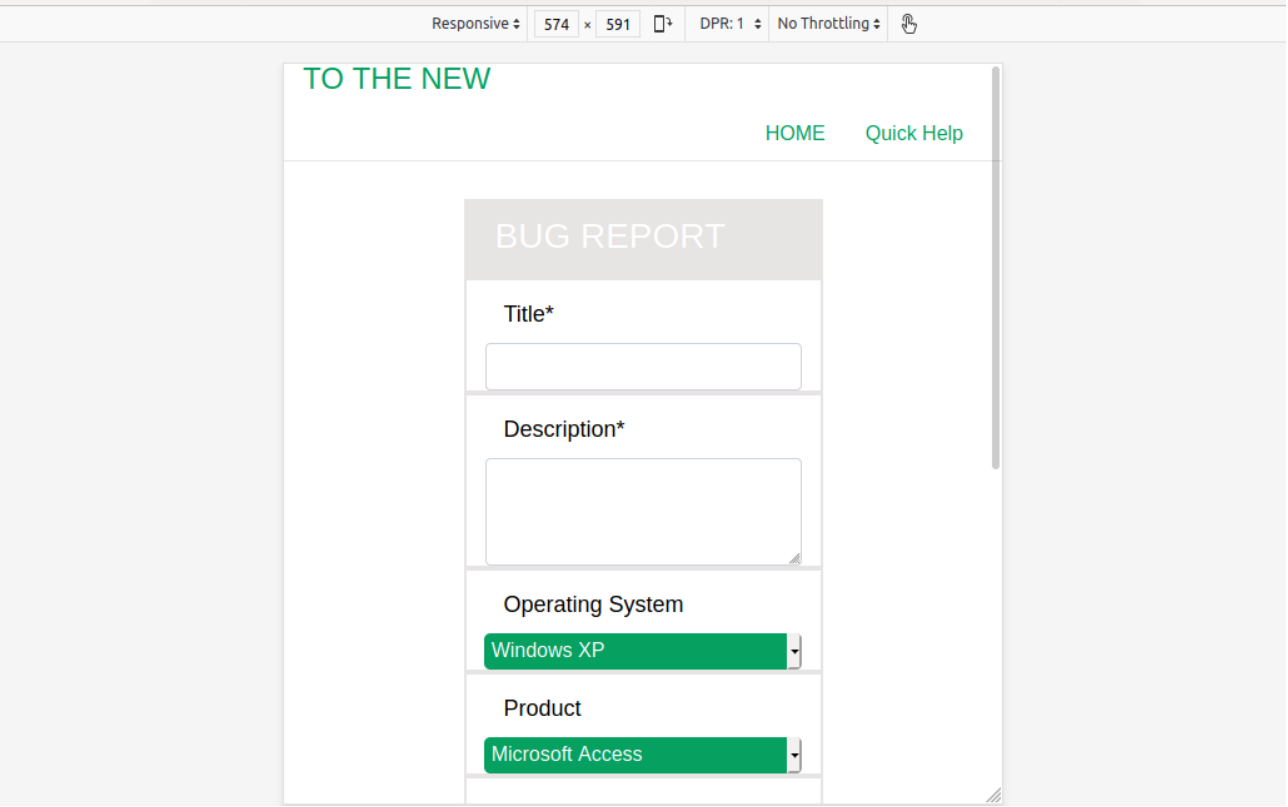 Responsive 574 × 591 DPR: 1 No Throttling
TO THE NEW
HOME Quick Help
BUG REPORT
Title*
Description*
Operating System
Windows XP
Product
Microsoft Access